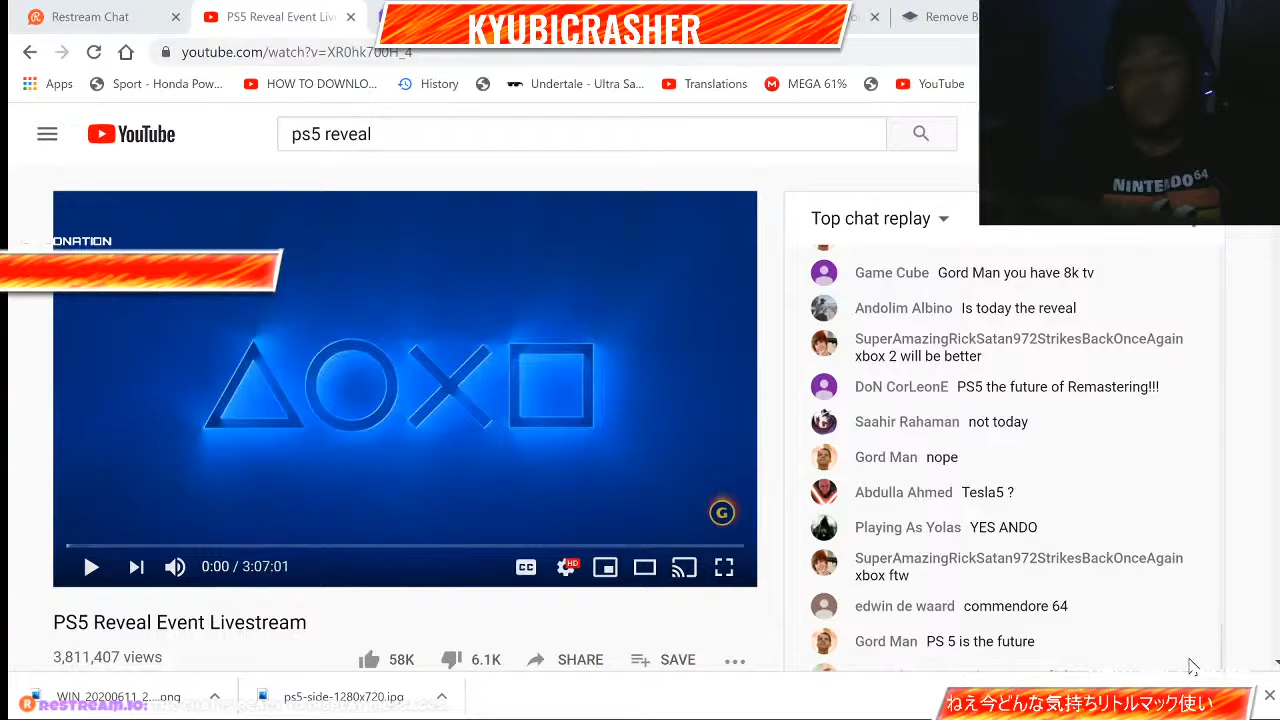 Restream Chat
PS5 Reveal Event Liv
Remove B
KYUBICRASHER
youtube.com/watch?v=XR0hk700H_4
Apps
Sport - Honda Pow...
HOW TO DOWNLO...
History
Undertale - Ultra Sa...
Translations
MEGA 61%
YouTube
YouTube
ps5 reveal
NINTENDO 64
Top chat replay
ONATION
Game Cube Gord Man you have 8k tv
Andolim Albino Is today the reveal
SuperAmazingRickSatan972StrikesBackOnceAgain
xbox 2 will be better
DoN CorLeonE PS5 the future of Remastering!!!
Saahir Rahaman not today
Gord Man nope
Abdulla Ahmed Tesla5 ?
Playing As Yolas YES ANDO
SuperAmazingRickSatan972StrikesBackOnceAgain
xbox ftw
edwin de waard commendore 64
Gord Man PS 5 is the future
G
CC
HD
0:00 / 3:07:01
PS5 Reveal Event Livestream
3,811,407 views
58K
6.1K
SHARE
SAVE
WIN_20200611_2....png
ps5-side-1280x720.jpg
RESTREAM.IO:
ねえ今どんな気持ちリトルマック使い